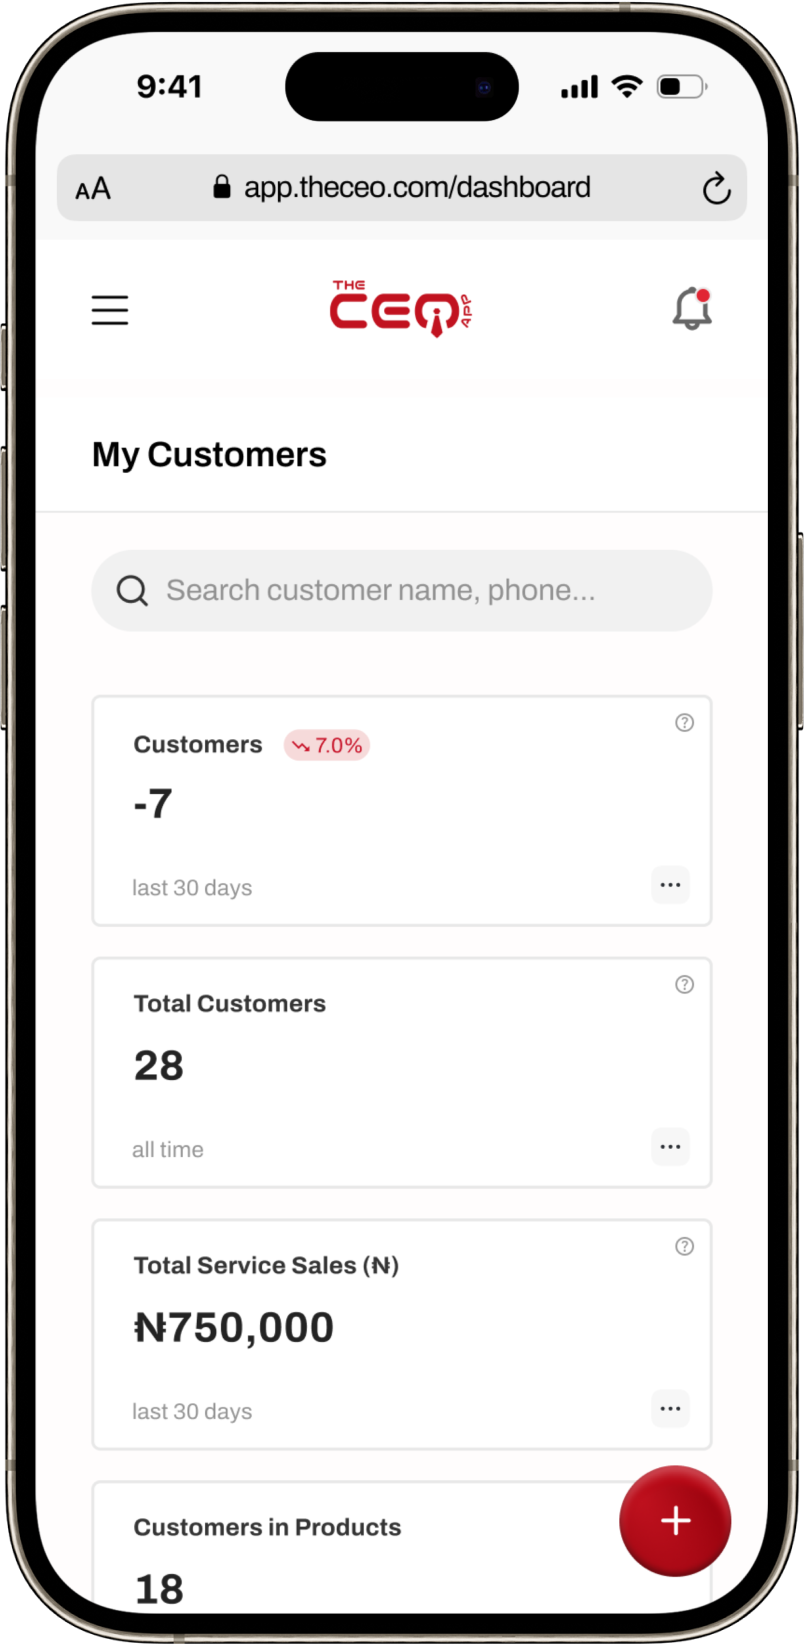 9:41
AA app.theceo.com/dashboard
THE
CEO
APP
My Customers
Search customer name, phone...
Customers 7.0%
-7
last 30 days
Total Customers
28
all time
Total Service Sales (₦)
₦750,000
last 30 days
Customers in Products
18